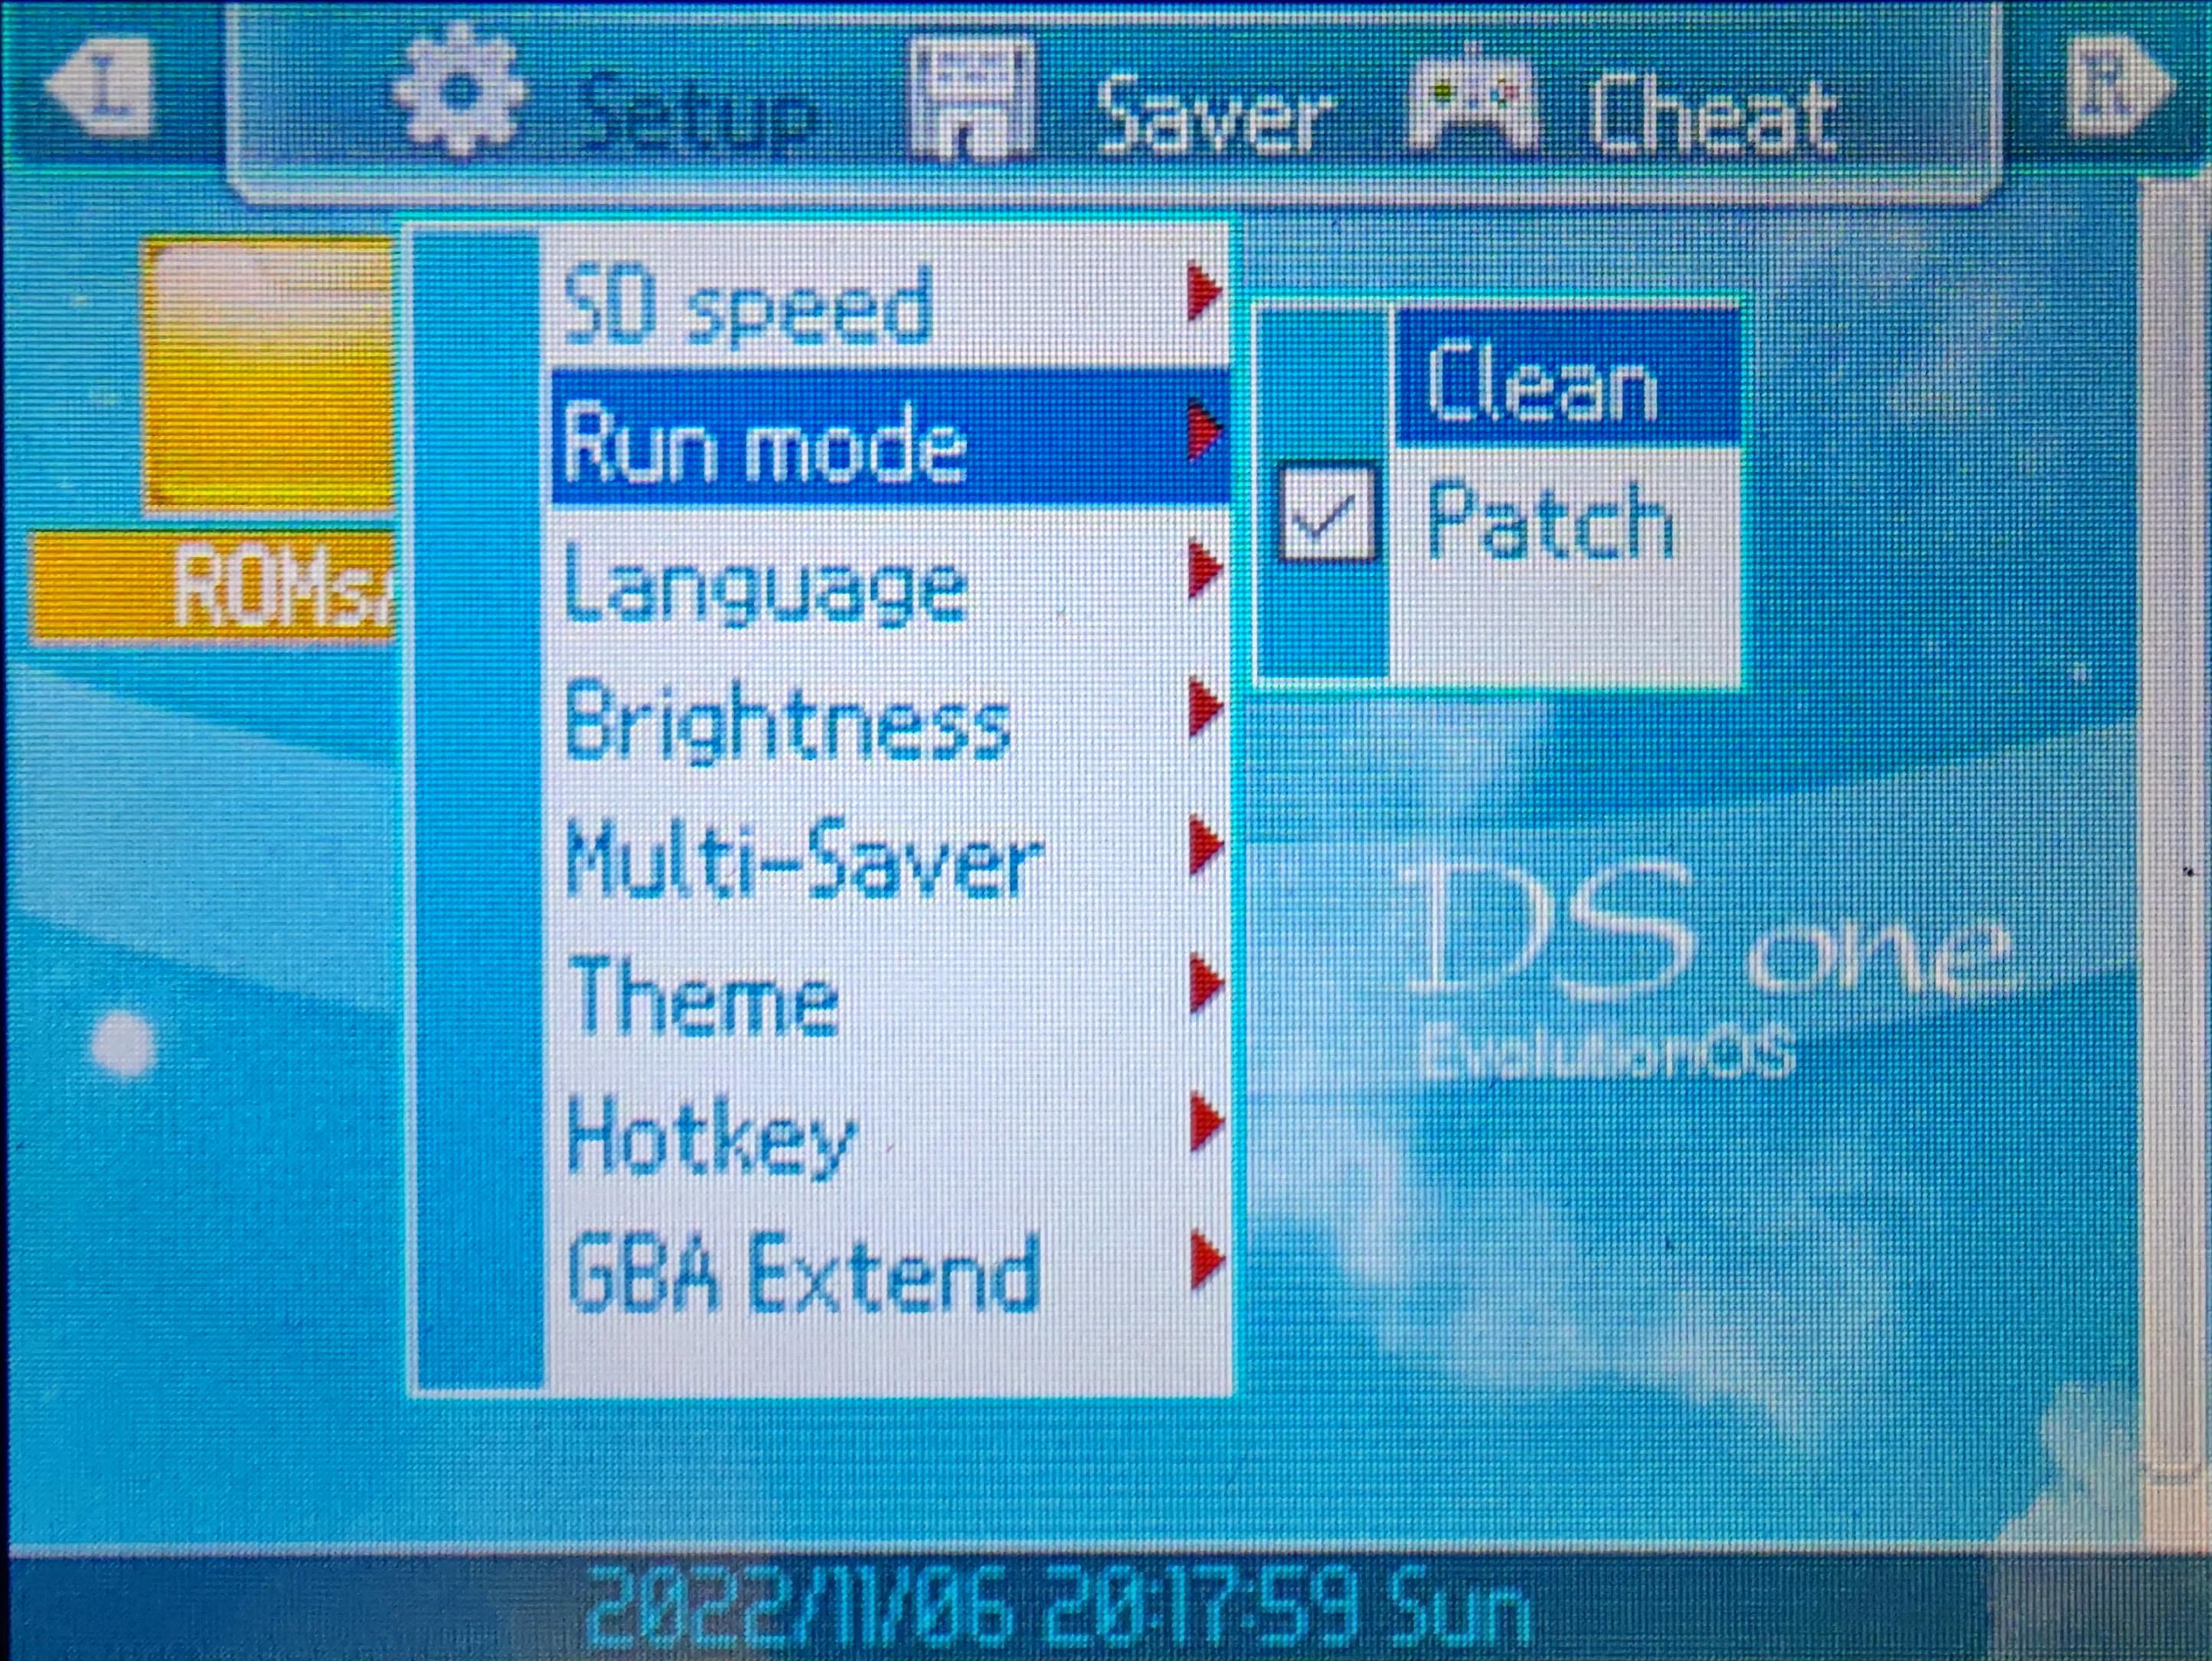 L Setup Saver Cheat R
SD speed
Run mode
Clean
Patch
Language
ROMs
Brightness
Multi-Saver
Theme
DS one
EvolutionOS
Hotkey
GBA Extend
2022/11/06 20:17:59 Sun